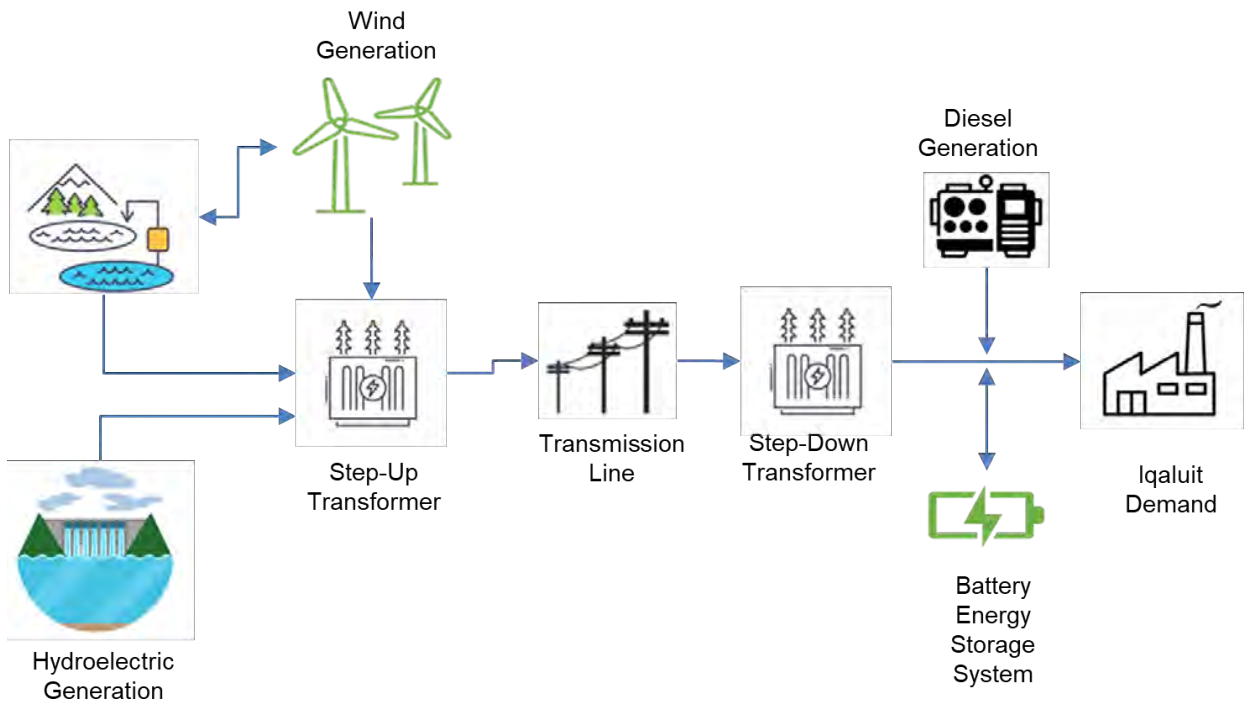 Wind
Generation
Diesel
Generation
Step-Up
Transformer
Transmission
Line
Step-Down
Transformer
Iqaluit
Demand
Hydroelectric
Generation
Battery
Energy
Storage
System